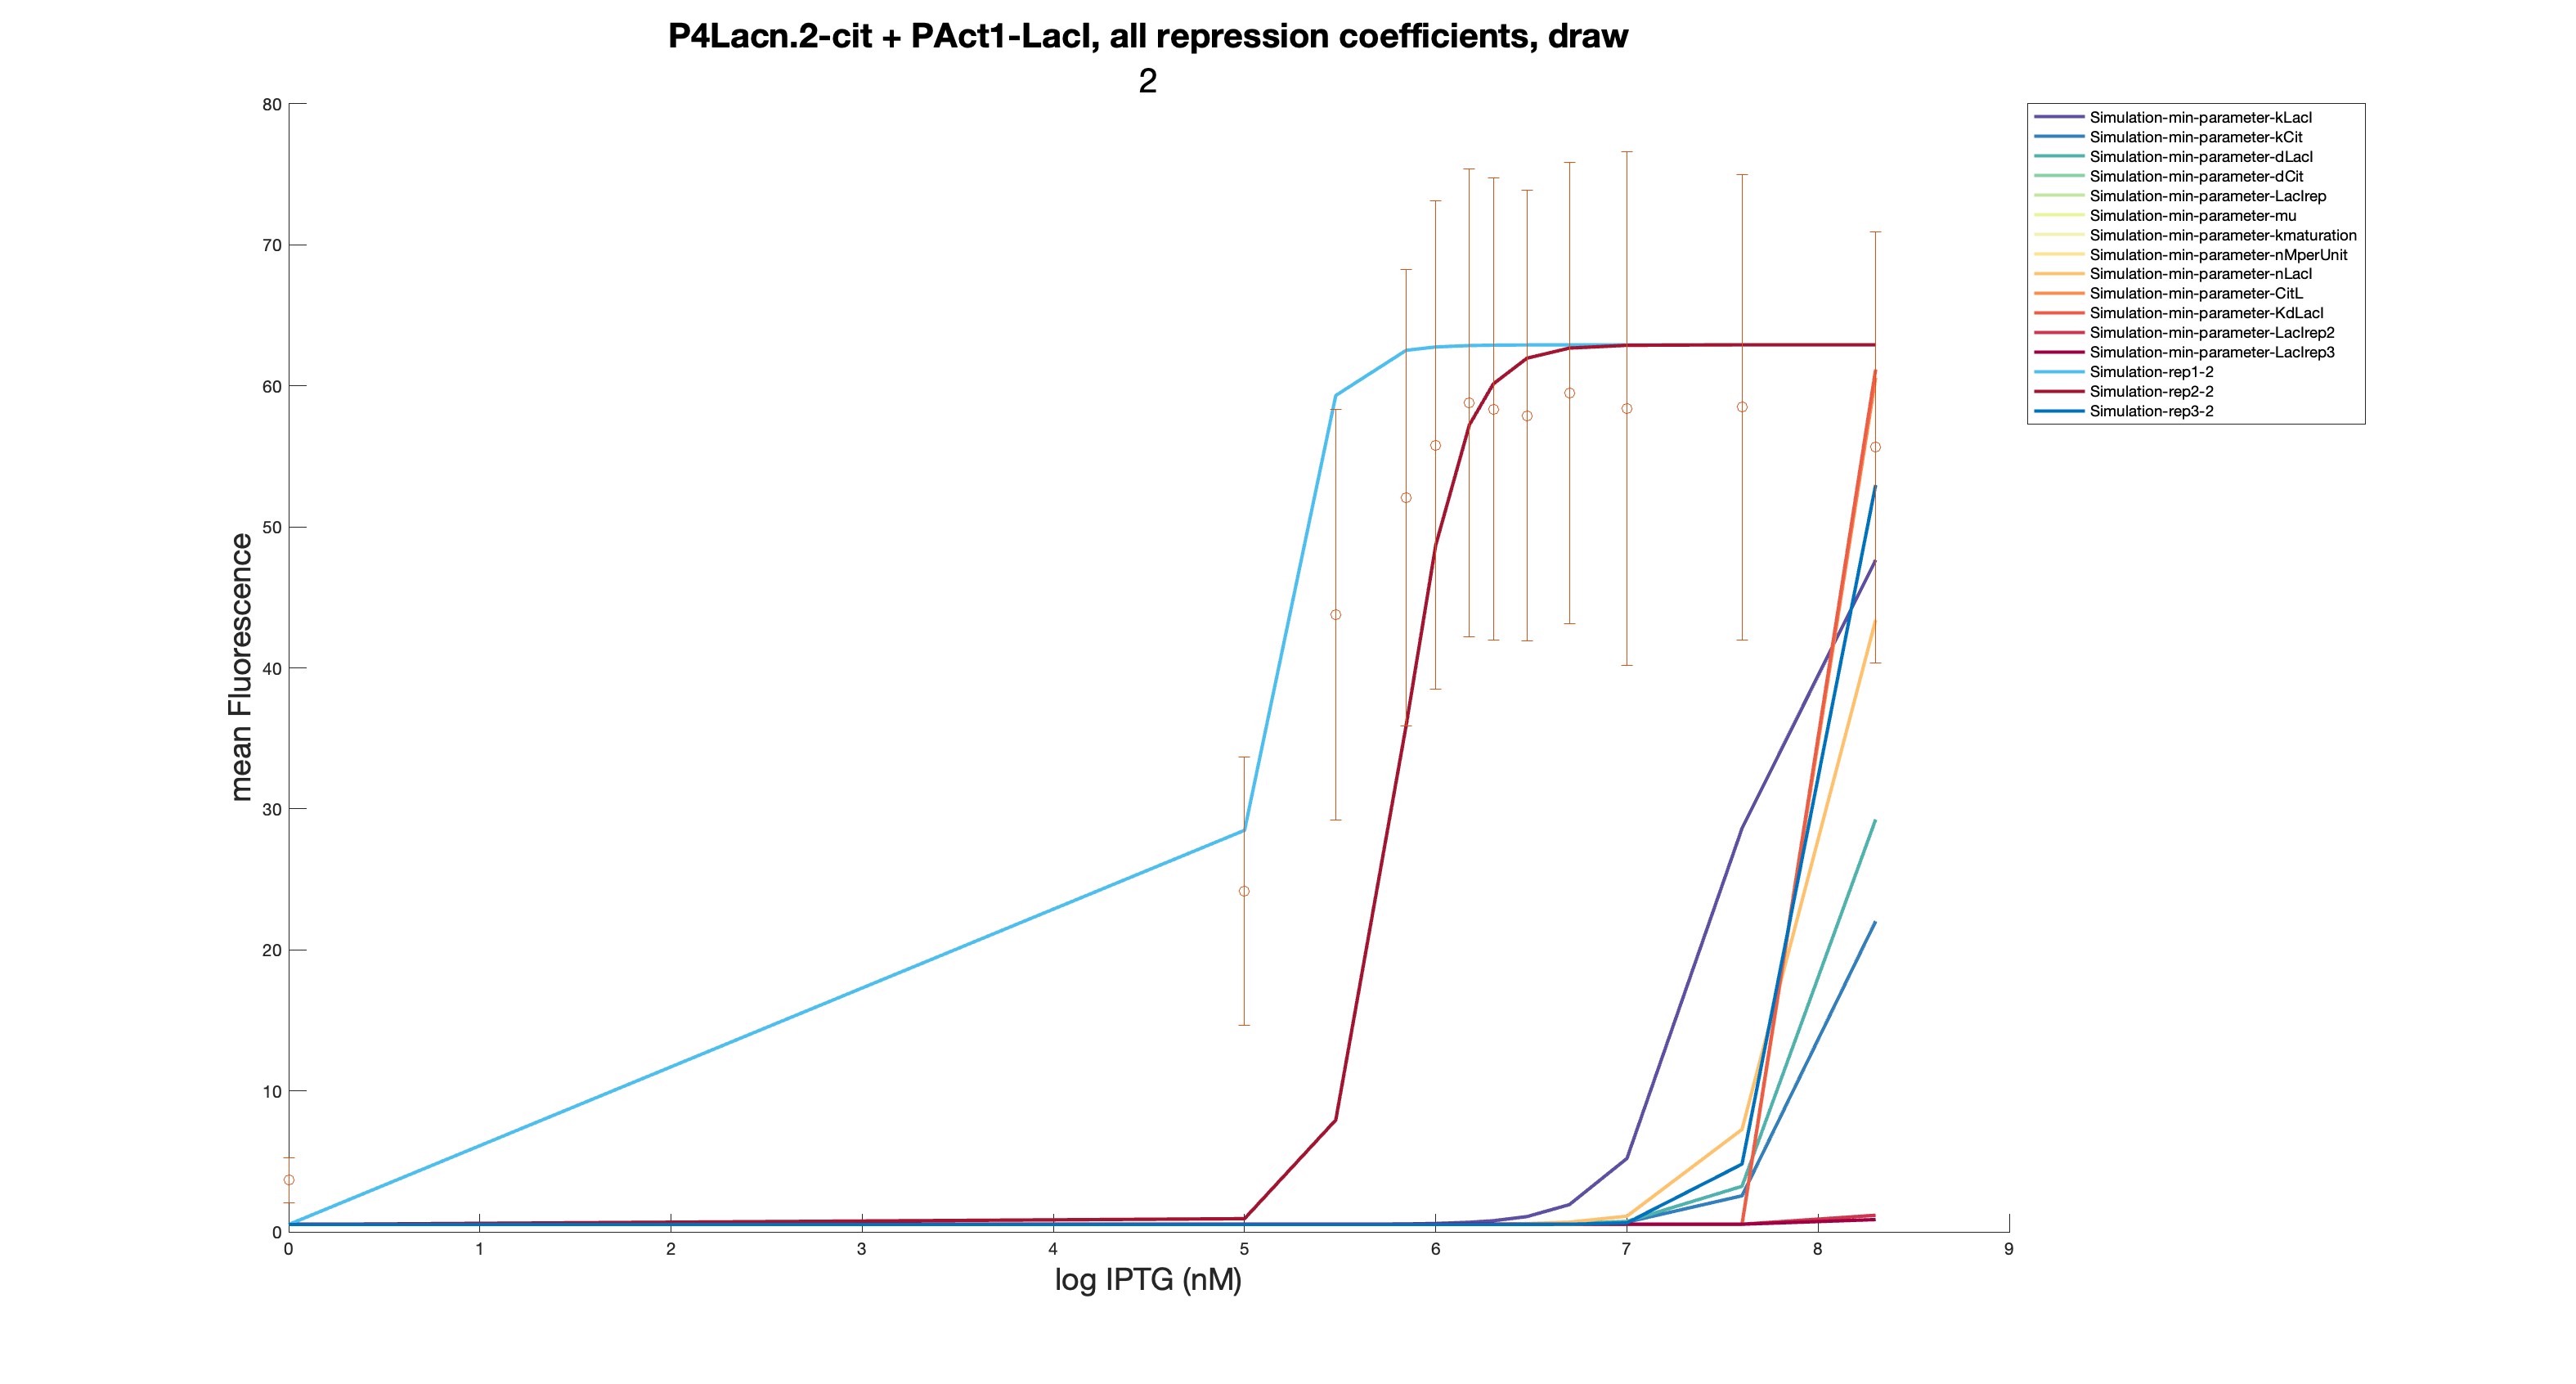 P4Lacn.2-cit + PAct1-LacI, all repression coefficients, draw
2
80
70
60
50
40
30
20
10
0
mean Fluorescence
0 1 2 3 4 5 6 7 8 9
log IPTG (nM)
Simulation-min-parameter-kLacI
Simulation-min-parameter-kCit
Simulation-min-parameter-dLacI
Simulation-min-parameter-dCit
Simulation-min-parameter-LacIrep
Simulation-min-parameter-mu
Simulation-min-parameter-kmaturation
Simulation-min-parameter-nMperUnit
Simulation-min-parameter-nLacI
Simulation-min-parameter-CitL
Simulation-min-parameter-KdLacI
Simulation-min-parameter-LacIrep2
Simulation-min-parameter-LacIrep3
Simulation-rep1-2
Simulation-rep2-2
Simulation-rep3-2